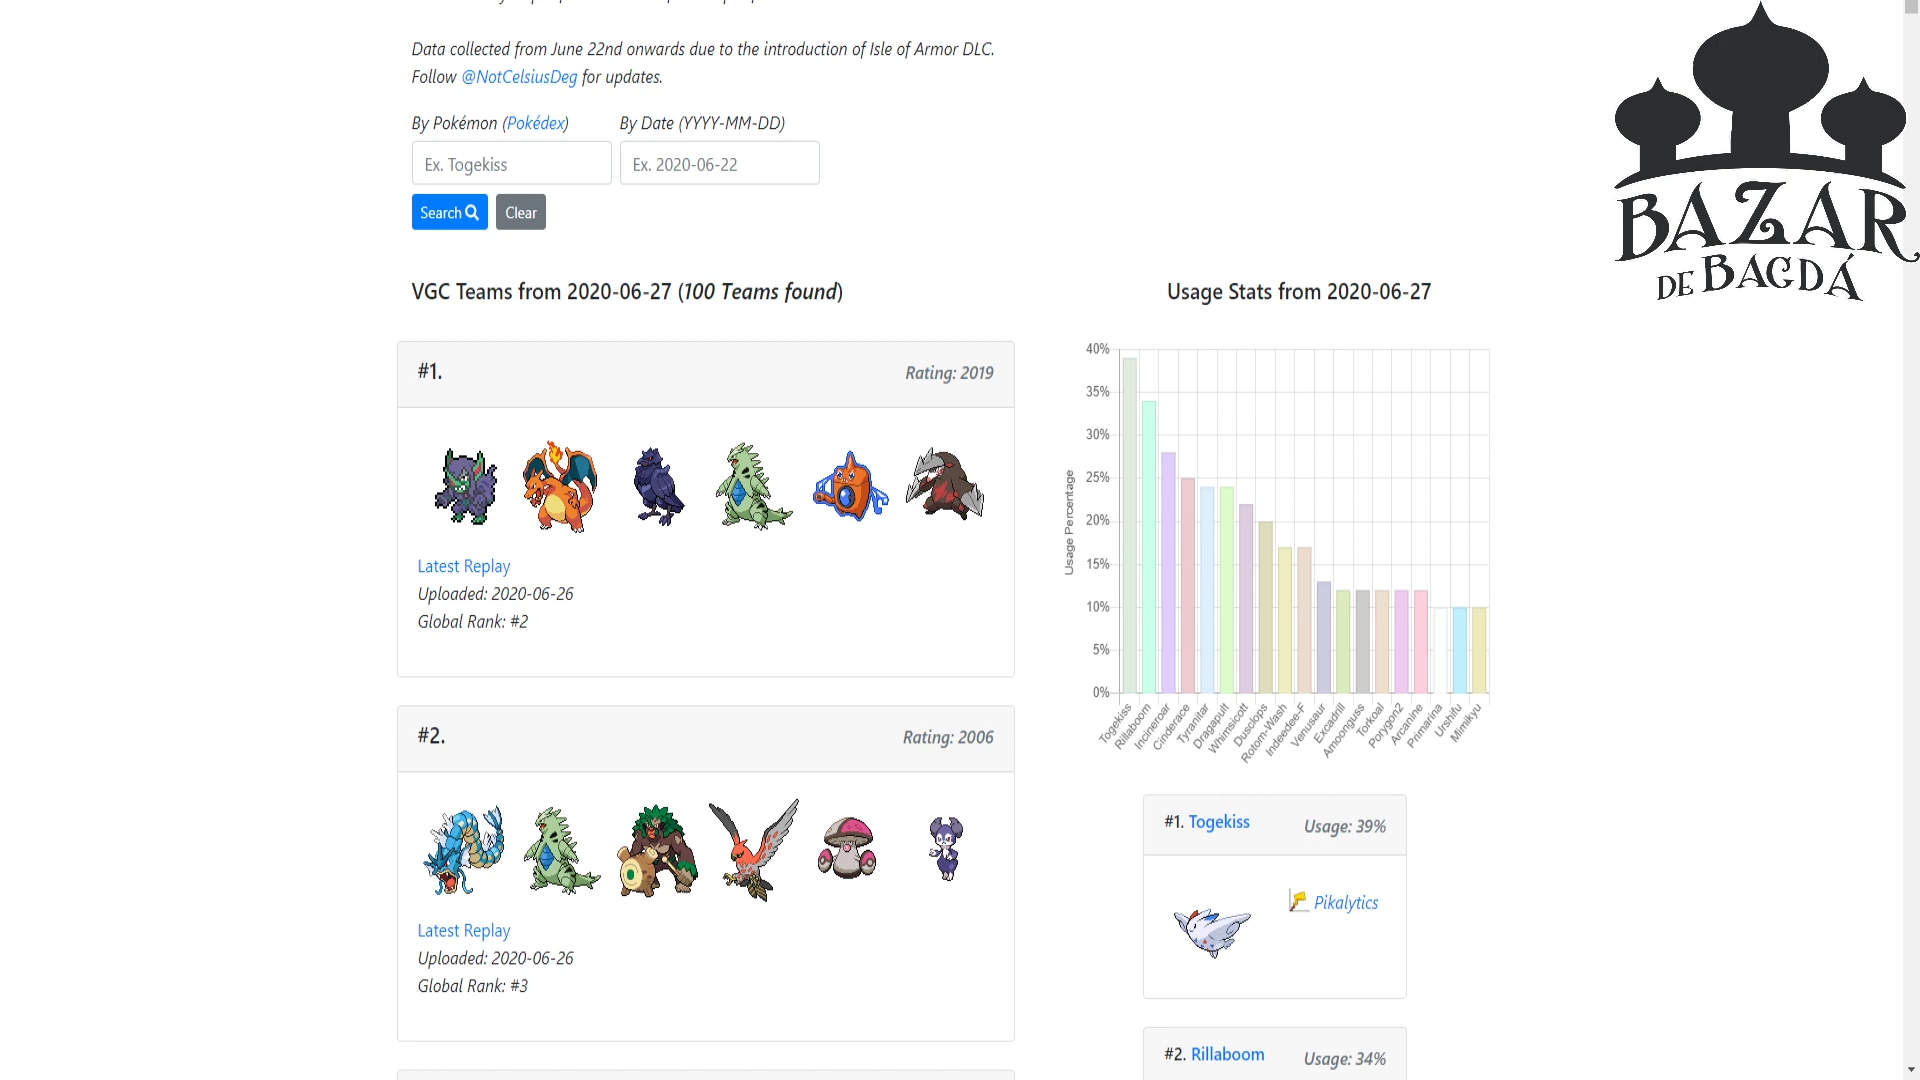 Data collected from June 22nd onwards due to the introduction of Isle of Armor DLC.
Follow @NotCelsiusDeg for updates.
By Pokémon (Pokédex)
By Date (YYYY-MM-DD)
Ex. Togekiss
Ex. 2020-06-22
Search
Clear
BAZAR
DE BAGDÁ
VGC Teams from 2020-06-27 (100 Teams found)
#1.
Rating: 2019
Latest Replay
Uploaded: 2020-06-26
Global Rank: #2
#2.
Rating: 2006
Latest Replay
Uploaded: 2020-06-26
Global Rank: #3
Usage Stats from 2020-06-27
Usage Percentage
40%
35%
30%
25%
20%
15%
10%
5%
0%
Togekiss
Rillaboom
Incineroar
Cinderace
Tyranitar
Dragapult
Whimsicott
Dusclops
Rotom-Wash
Indeedee-F
Venusaur
Excadrill
Amoonguss
Torkoal
Porygon2
Arcanine
Primarina
Urshifu
Mimikyu
#1. Togekiss
Usage: 39%
Pikalytics
#2. Rillaboom
Usage: 34%